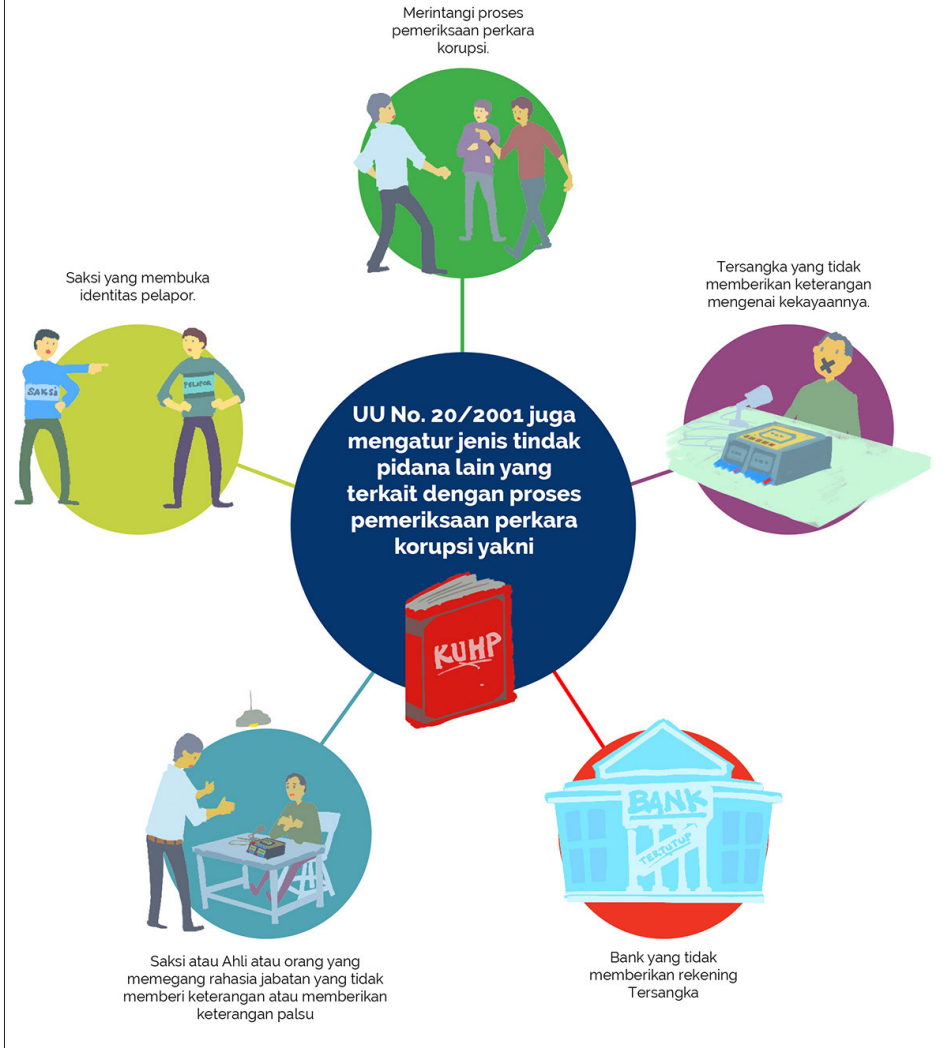 Merintangi proses
pemeriksaan perkara
korupsi.
Saksi yang membuka
identitas pelapor.
SAKSI
PELAPOR
Tersangka yang tidak
memberikan keterangan
mengenai kekayaannya.
UU No. 20/2001 juga
mengatur jenis tindak
pidana lain yang
terkait dengan proses
pemeriksaan perkara
korupsi yakni
KUHP
BANK
TERTUTUP
Saksi atau Ahli atau orang yang
memegang rahasia jabatan yang tidak
memberi keterangan atau memberikan
keterangan palsu
Bank yang tidak
memberikan rekening
Tersangka